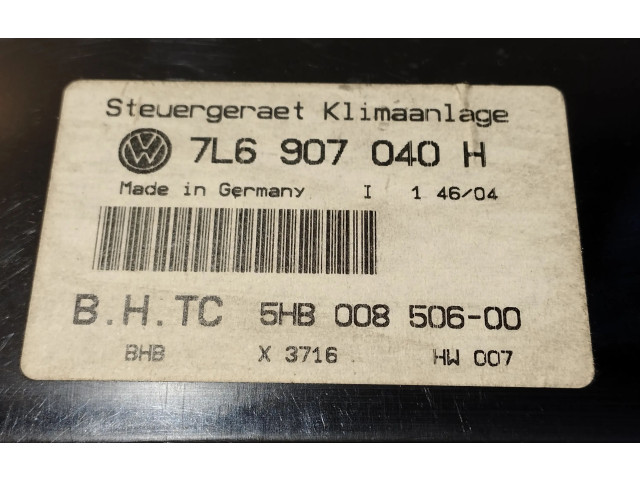 Steuergeraet Klimaanlage
7L6 907 040 H
Made in Germany I 1 46/04
B.H.TC 5HB 008 506-00
BHB X 3716 HW 007